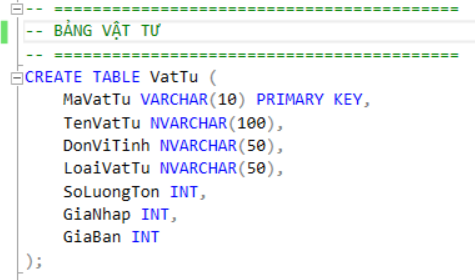 -- =============================================
-- BẢNG VẬT TƯ
-- =============================================
CREATE TABLE VatTu (
    MaVatTu VARCHAR(10) PRIMARY KEY,
    TenVatTu NVARCHAR(100),
    DonViTinh NVARCHAR(50),
    LoaiVatTu NVARCHAR(50),
    SoLuongTon INT,
    GiaNhap INT,
    GiaBan INT
);